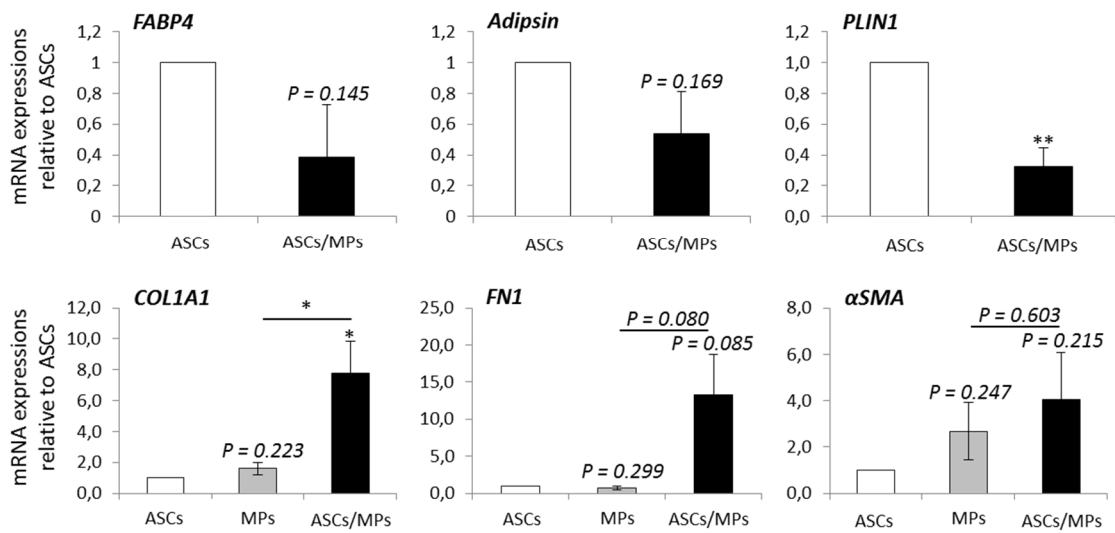 FABP4
mRNA expressions
relative to ASCs
1,2
1
0,8
0,6
0,4
0,2
0
P = 0.145
ASCs
ASCs/MPs
Adipsin
1,2
1
0,8
0,6
0,4
0,2
0
P = 0.169
ASCs
ASCs/MPs
PLIN1
1,2
1,0
0,8
0,6
0,4
0,2
0,0
**
ASCs
ASCs/MPs
COL1A1
mRNA expressions
relative to ASCs
12,0
10,0
8,0
6,0
4,0
2,0
0,0
*
*
P = 0.223
ASCs
MPs
ASCs/MPs
FN1
25,0
20,0
15,0
10,0
5,0
0,0
P = 0.080
P = 0.085
P = 0.299
ASCs
MPs
ASCs/MPs
αSMA
8,0
6,0
4,0
2,0
0,0
P = 0.603
P = 0.215
P = 0.247
ASCs
MPs
ASCs/MPs